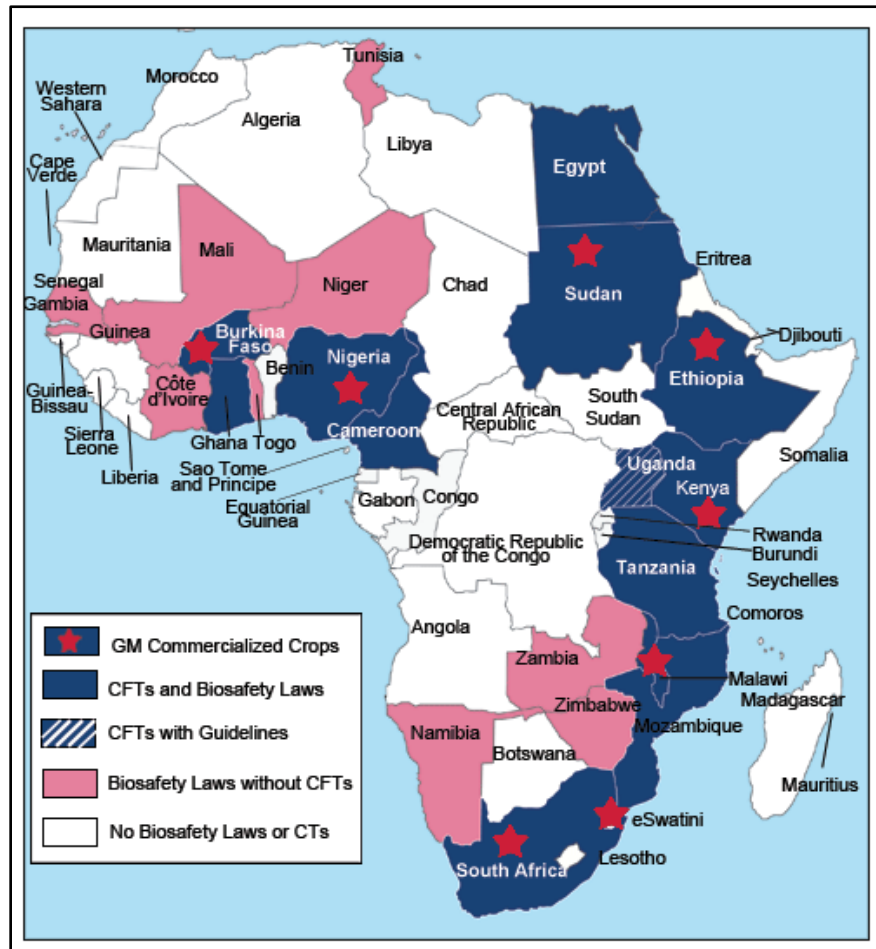 Tunisia
Morocco
Western
Sahara
Algeria
Libya
Egypt
Cape
Verde
Mauritania
Mali
Niger
Chad
Sudan
Eritrea
Senegal
Gambia
Guinea
Burkina
Faso
Nigeria
Benin
Djibouti
Ethiopia
Guinea-
Bissau
Côte
d'Ivoire
South
Sudan
Central African
Republic
Sierra
Leone
Ghana Togo
Cameroon
Somalia
Liberia
Sao Tome
and Principe
Uganda
Kenya
Equatorial
Guinea
Gabon
Congo
Rwanda
Democratic Republic
of the Congo
Burundi
Tanzania
Seychelles
Comoros
Angola
GM Commercialized Crops
Zambia
Malawi
CFTs and Biosafety Laws
Madagascar
Zimbabwe
Mozambique
CFTs with Guidelines
Namibia
Botswana
Mauritius
Biosafety Laws without CFTs
eSwatini
No Biosafety Laws or CTs
Lesotho
South Africa